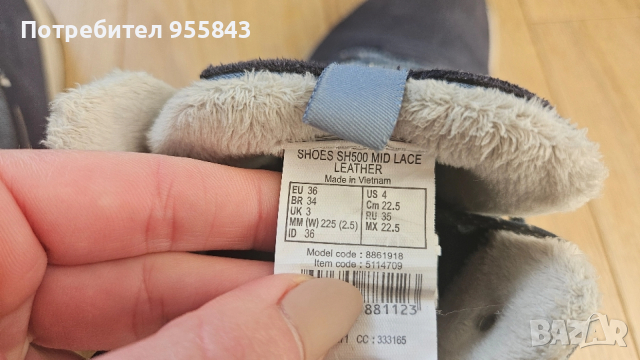 Потребител 955843
SHOES SH500 MID LACE
LEATHER
Made in Vietnam
EU 36 US 4
BR 34 Cm 22.5
UK 3 RU 35
MM (W) 225 (2.5) MX 22.5
ID 36
Model code : 8861918
Item code : 5114709
881123
CC : 333165
BAZAR